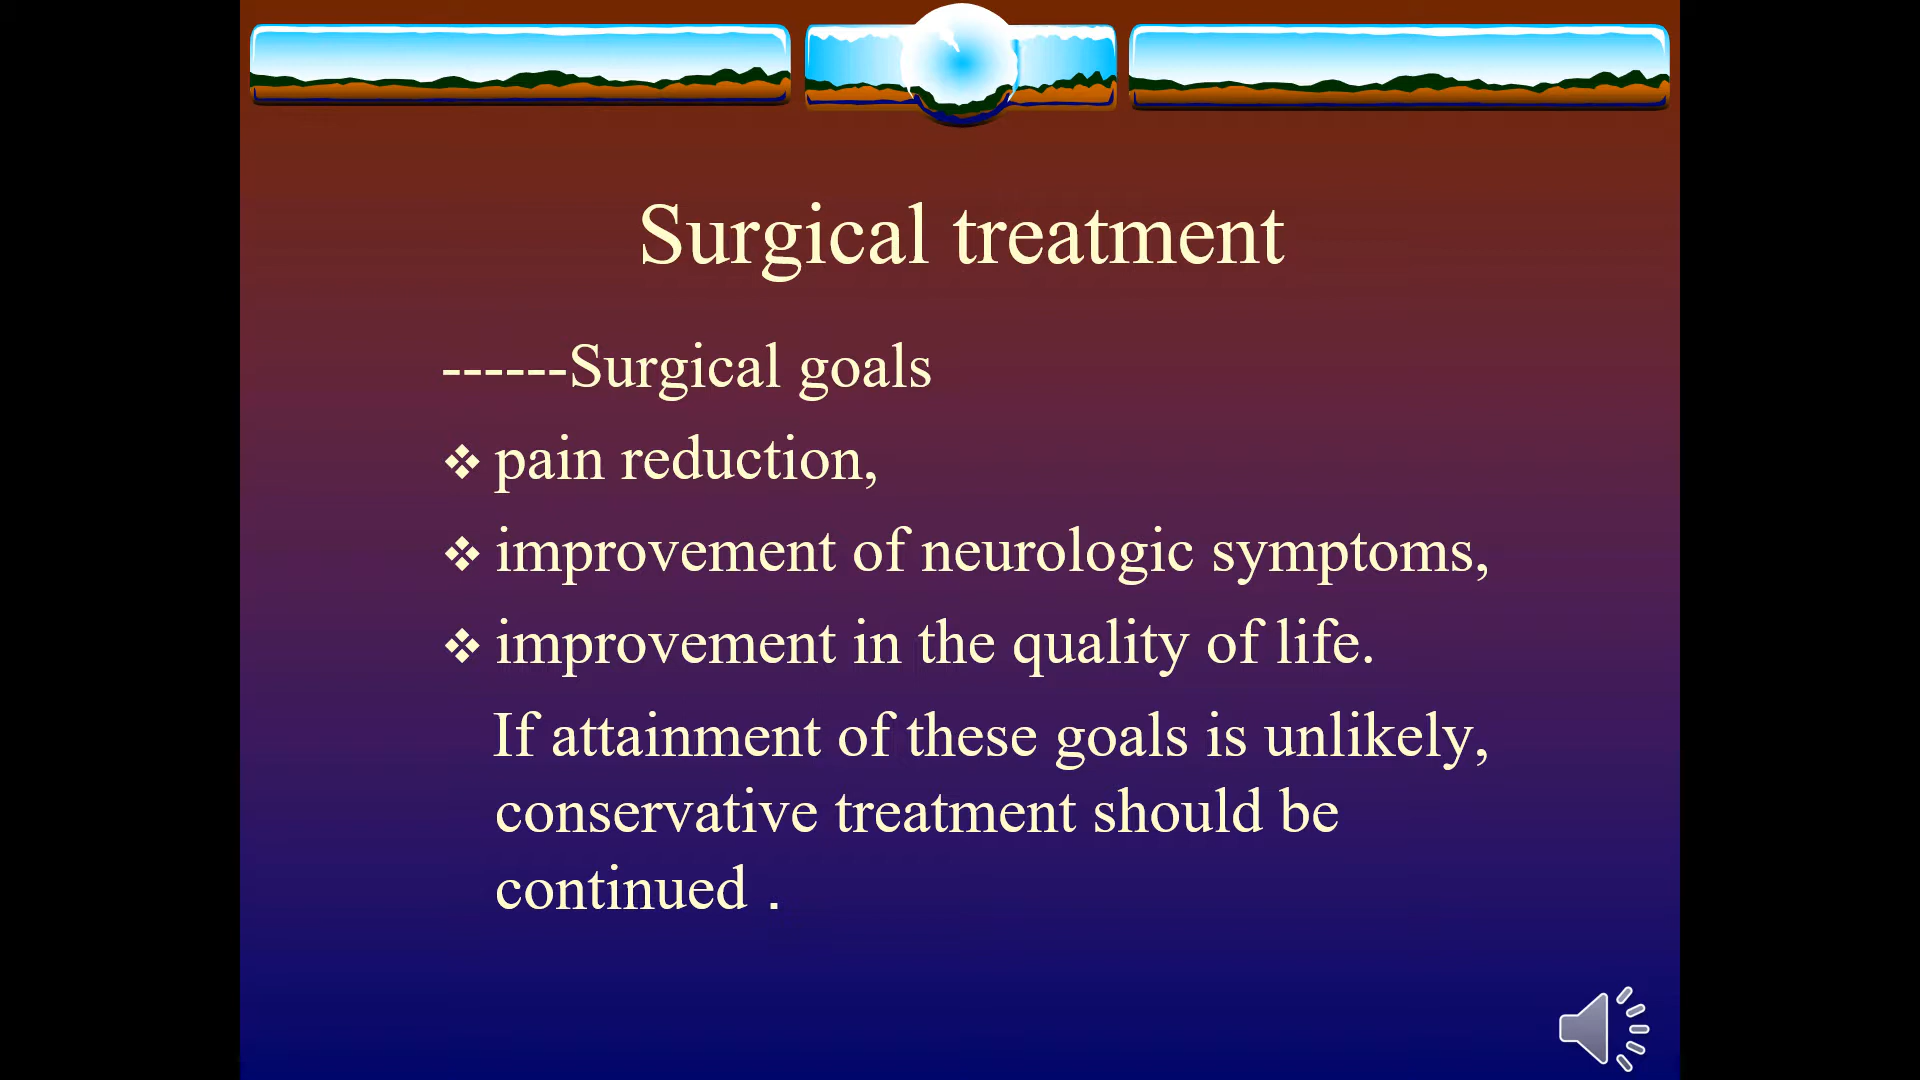 Surgical treatment
------Surgical goals
❖ pain reduction,
❖ improvement of neurologic symptoms,
❖ improvement in the quality of life.
If attainment of these goals is unlikely,
conservative treatment should be
continued .